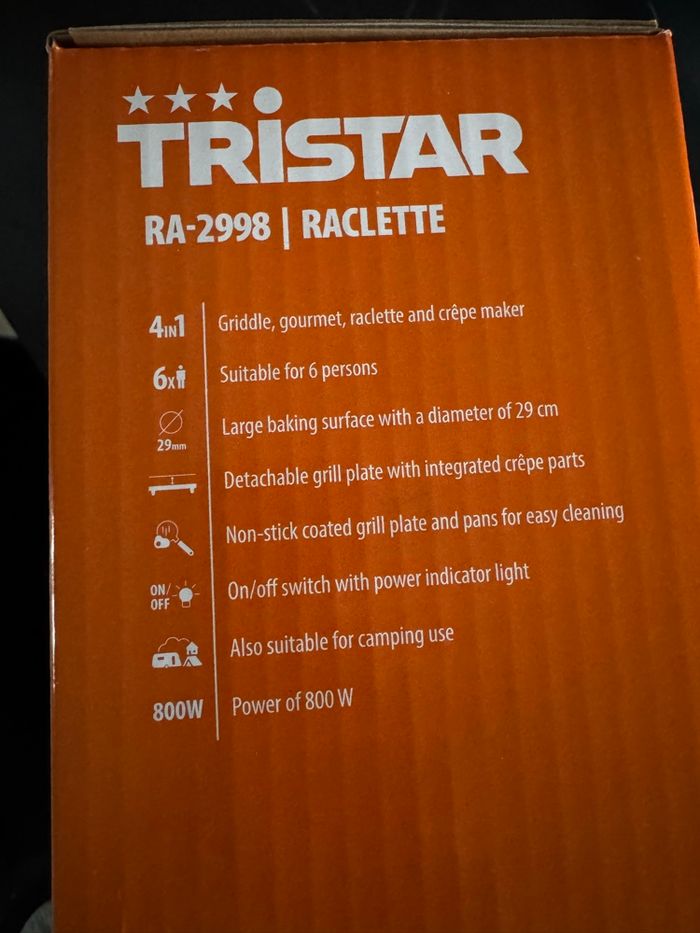 TRISTAR
RA-2998 | RACLETTE
4IN1 Griddle, gourmet, raclette and crêpe maker
6x Suitable for 6 persons
29mm Large baking surface with a diameter of 29 cm
Detachable grill plate with integrated crêpe parts
Non-stick coated grill plate and pans for easy cleaning
ON/OFF On/off switch with power indicator light
Also suitable for camping use
800W Power of 800 W